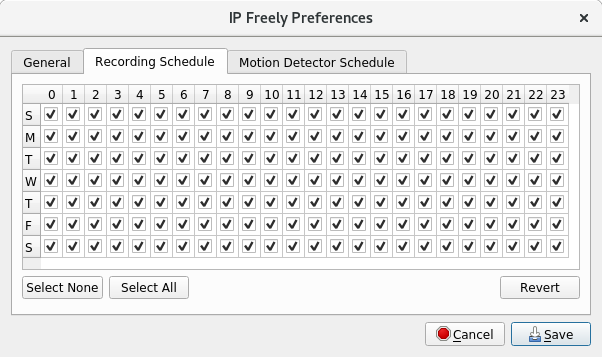 IP Freely Preferences
General Recording Schedule Motion Detector Schedule
0 1 2 3 4 5 6 7 8 9 10 11 12 13 14 15 16 17 18 19 20 21 22 23
S
M
T
W
T
F
S
Select None Select All Revert
Cancel Save